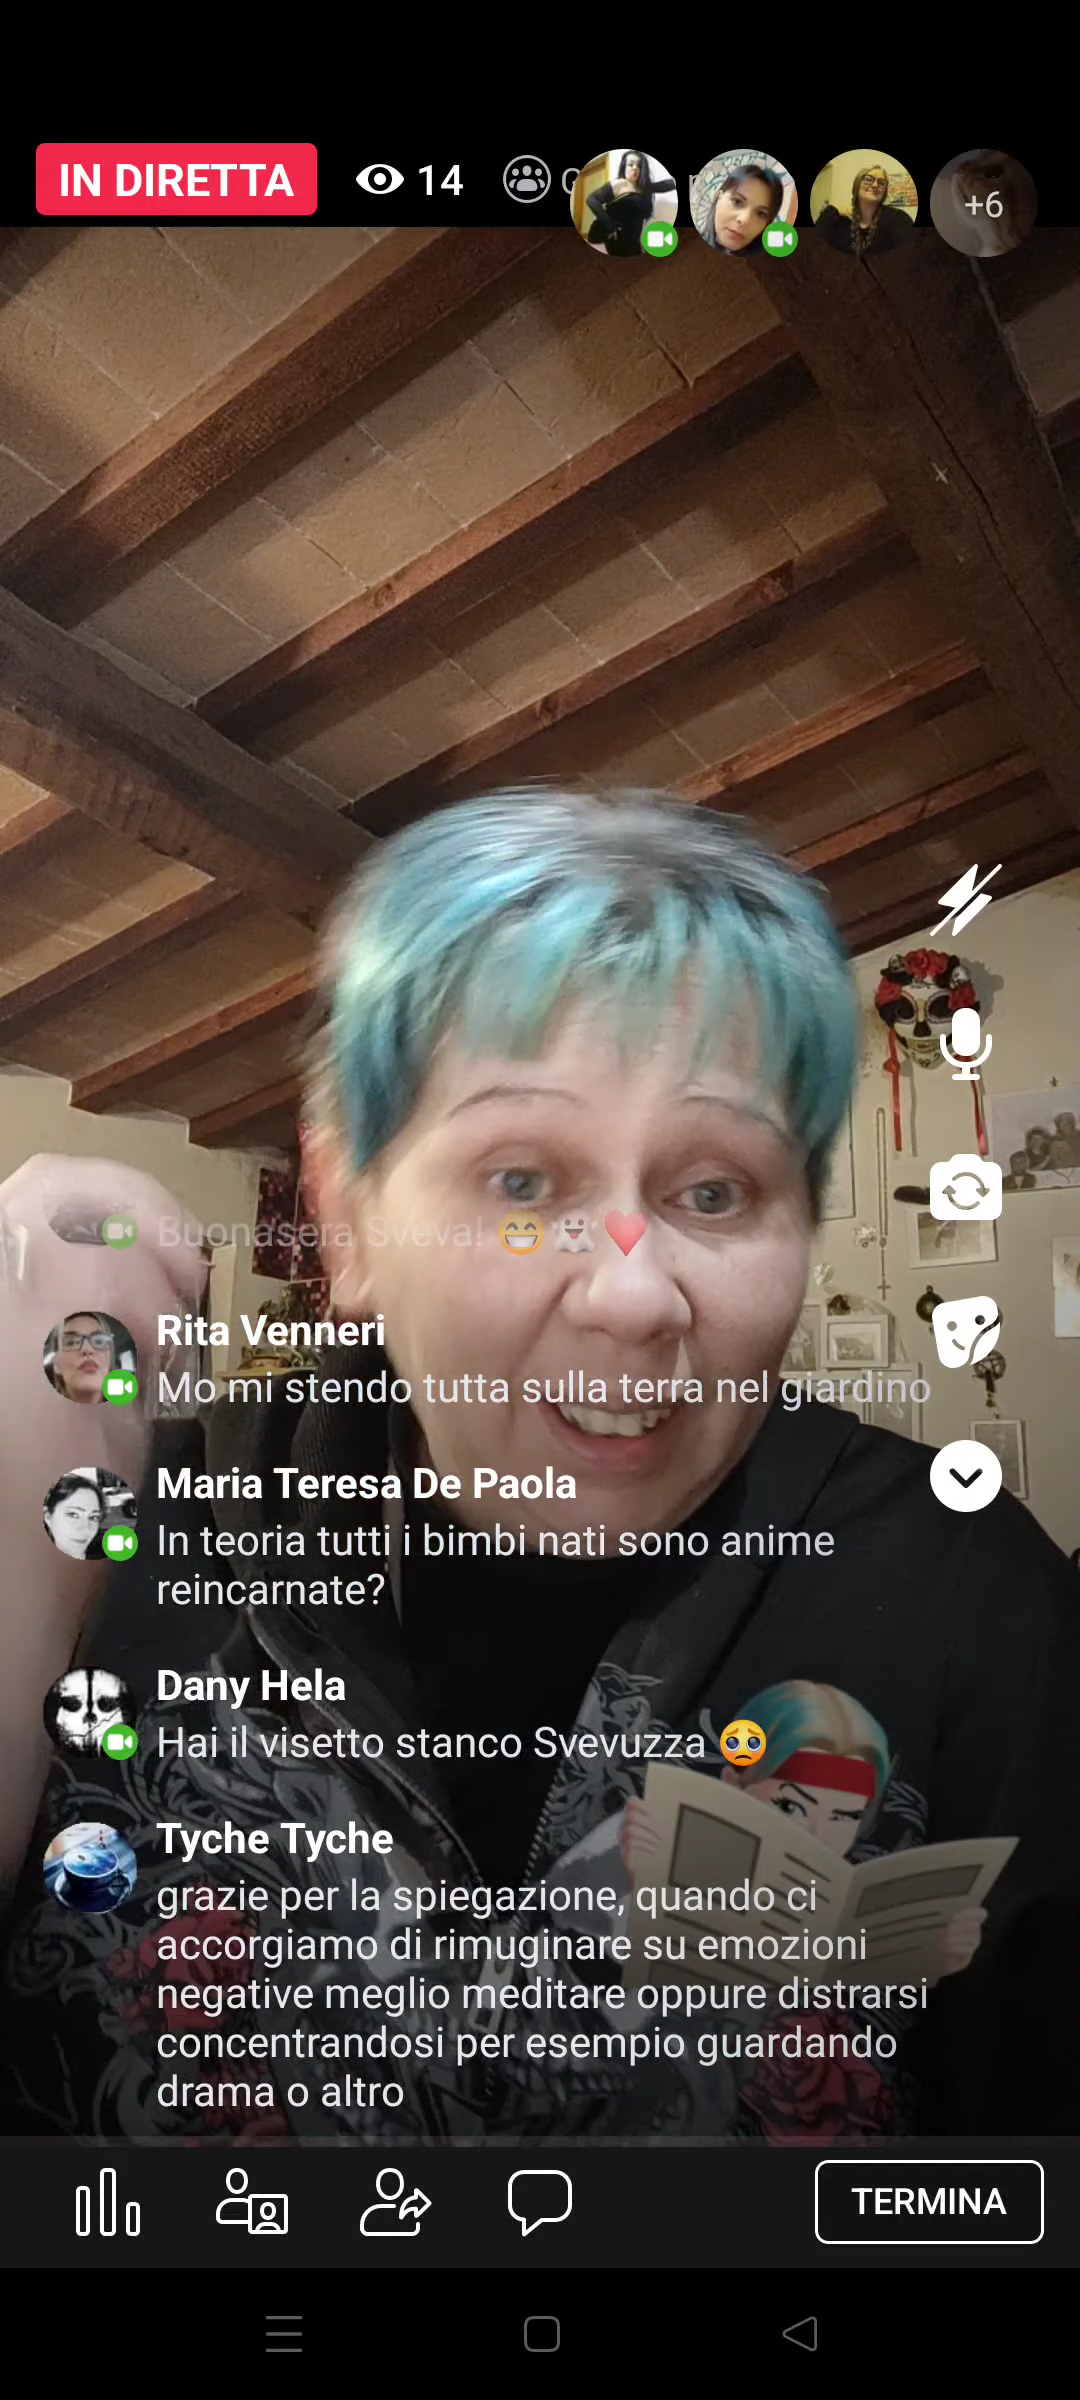 IN DIRETTA
14
+6
Buonasera Sveva! 😁👻❤️
Rita Venneri
Mo mi stendo tutta sulla terra nel giardino
Maria Teresa De Paola
In teoria tutti i bimbi nati sono anime
reincarnate?
Dany Hela
Hai il visetto stanco Svevuzza 🥺
Tyche Tyche
grazie per la spiegazione, quando ci
accorgiamo di rimuginare su emozioni
negative meglio meditare oppure distrarsi
concentrandosi per esempio guardando
drama o altro
TERMINA